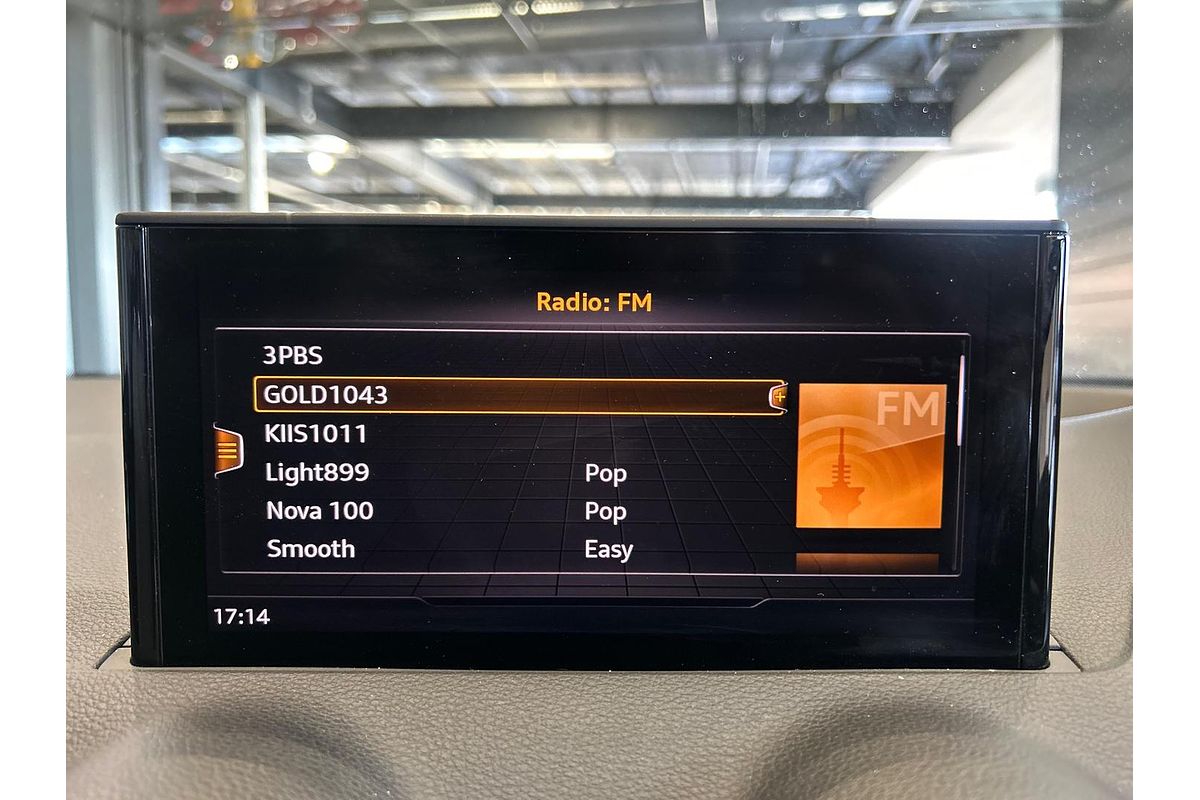 Radio: FM
3PBS
GOLD1043
FM
KIIS1011
Light899 Pop
Nova 100 Pop
Smooth Easy
17:14